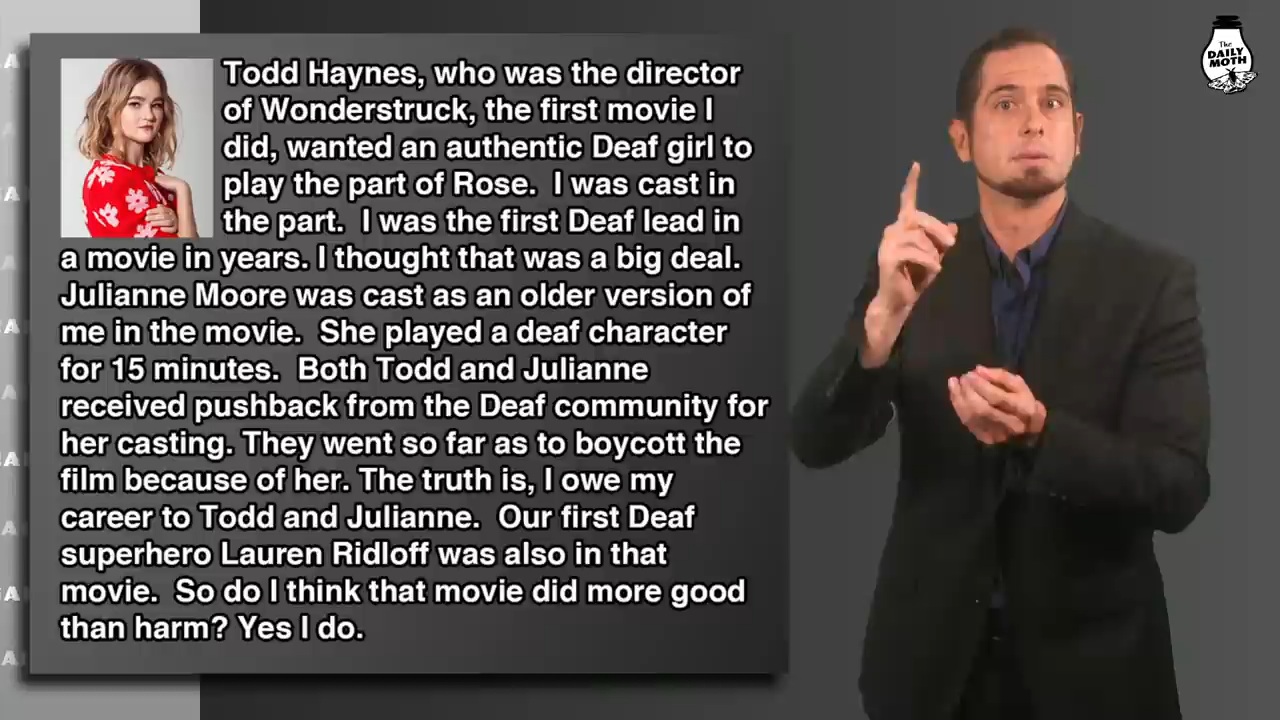 Todd Haynes, who was the director
of Wonderstruck, the first movie I
did, wanted an authentic Deaf girl to
play the part of Rose.  I was cast in
the part.  I was the first Deaf lead in
a movie in years. I thought that was a big deal.
Julianne Moore was cast as an older version of
me in the movie.  She played a deaf character
for 15 minutes.  Both Todd and Julianne
received pushback from the Deaf community for
her casting. They went so far as to boycott the
film because of her. The truth is, I owe my
career to Todd and Julianne.  Our first Deaf
superhero Lauren Ridloff was also in that
movie.  So do I think that movie did more good
than harm? Yes I do.
The
DAILY
MOTH